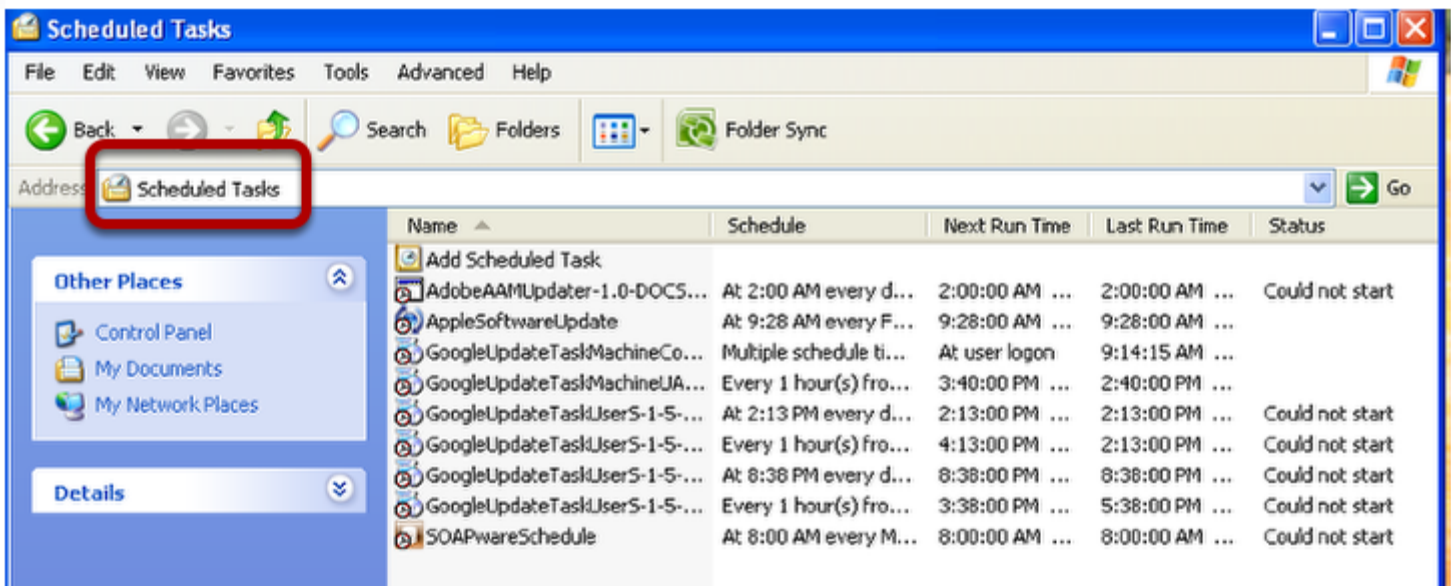 Scheduled Tasks
File Edit View Favorites Tools Advanced Help
Back Search Folders Folder Sync
Address Scheduled Tasks Go
Name Schedule Next Run Time Last Run Time Status
Other Places
Control Panel
My Documents
My Network Places
Details
Add Scheduled Task
AdobeAAMUpdater-1.0-DOCS... At 2:00 AM every d... 2:00:00 AM ... 2:00:00 AM ... Could not start
AppleSoftwareUpdate At 9:28 AM every F... 9:28:00 AM ... 9:28:00 AM ...
GoogleUpdateTaskMachineCo... Multiple schedule ti... At user logon 9:14:15 AM ...
GoogleUpdateTaskMachineUA... Every 1 hour(s) fro... 3:40:00 PM ... 2:40:00 PM ...
GoogleUpdateTaskUserS-1-5-... At 2:13 PM every d... 2:13:00 PM ... 2:13:00 PM ... Could not start
GoogleUpdateTaskUserS-1-5-... Every 1 hour(s) fro... 4:13:00 PM ... 2:13:00 PM ... Could not start
GoogleUpdateTaskUserS-1-5-... At 8:38 PM every d... 8:38:00 PM ... 8:38:00 PM ... Could not start
GoogleUpdateTaskUserS-1-5-... Every 1 hour(s) fro... 3:38:00 PM ... 5:38:00 PM ... Could not start
SOAPwareSchedule At 8:00 AM every M... 8:00:00 AM ... 8:00:00 AM ... Could not start